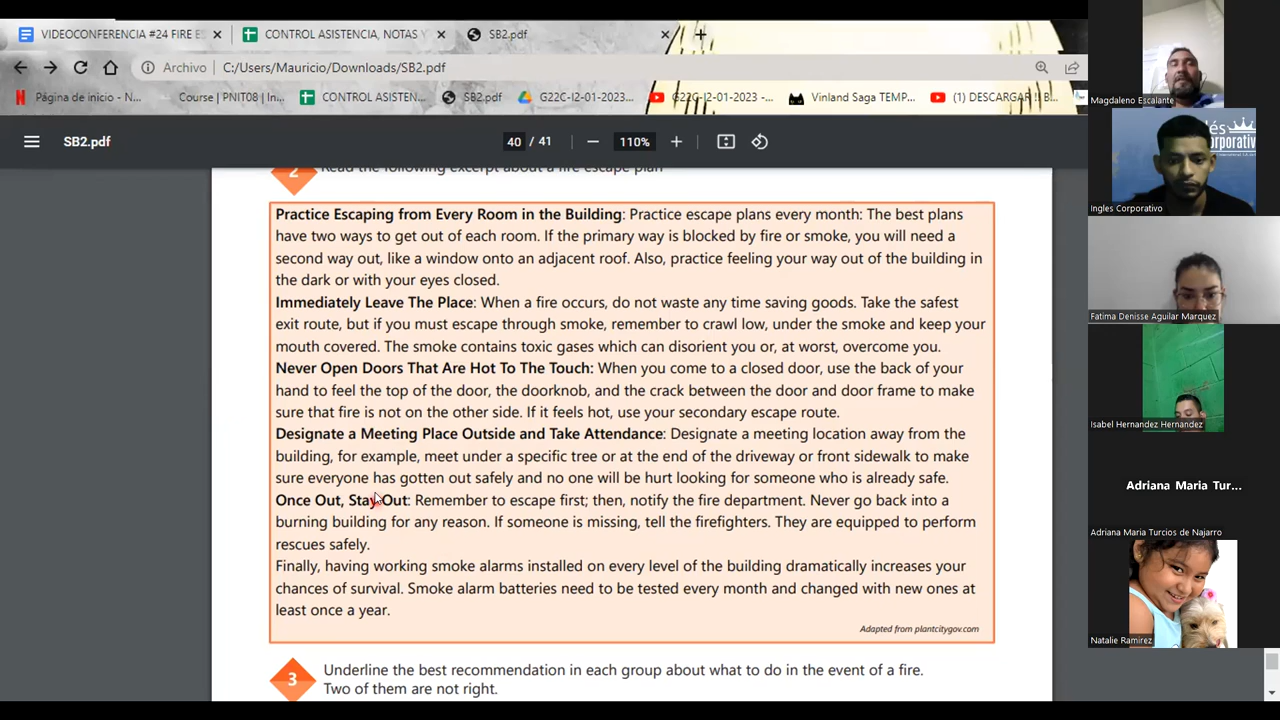 VIDEOCONFERENCIA #24 FIRE E
CONTROL ASISTENCIA, NOTAS Y
SB2.pdf
Archivo
C:/Users/Mauricio/Downloads/SB2.pdf
Página de inicio - N...
Course | PNIT08 | In...
CONTROL ASISTEN...
SB2.pdf
G22C-I2-01-2023...
G22C-I2-01-2023 -...
Vinland Saga TEMP...
(1) DESCARGAR
SB2.pdf
40 / 41
110%
2
Read the following excerpt about a fire escape plan
Practice Escaping from Every Room in the Building: Practice escape plans every month: The best plans
have two ways to get out of each room. If the primary way is blocked by fire or smoke, you will need a
second way out, like a window onto an adjacent roof. Also, practice feeling your way out of the building in
the dark or with your eyes closed.
Immediately Leave The Place: When a fire occurs, do not waste any time saving goods. Take the safest
exit route, but if you must escape through smoke, remember to crawl low, under the smoke and keep your
mouth covered. The smoke contains toxic gases which can disorient you or, at worst, overcome you.
Never Open Doors That Are Hot To The Touch: When you come to a closed door, use the back of your
hand to feel the top of the door, the doorknob, and the crack between the door and door frame to make
sure that fire is not on the other side. If it feels hot, use your secondary escape route.
Designate a Meeting Place Outside and Take Attendance: Designate a meeting location away from the
building, for example, meet under a specific tree or at the end of the driveway or front sidewalk to make
sure everyone has gotten out safely and no one will be hurt looking for someone who is already safe.
Once Out, Stay Out: Remember to escape first; then, notify the fire department. Never go back into a
burning building for any reason. If someone is missing, tell the firefighters. They are equipped to perform
rescues safely.
Finally, having working smoke alarms installed on every level of the building dramatically increases your
chances of survival. Smoke alarm batteries need to be tested every month and changed with new ones at
least once a year.
Adapted from plantcitygov.com
3
Underline the best recommendation in each group about what to do in the event of a fire.
Two of them are not right.
Magdaleno Escalante
Ingles Corporativo
Fatima Denisse Aguilar Marquez
Isabel Hernandez Hernandez
Adriana Maria Tur...
Adriana Maria Turcios de Najarro
Natalie Ramirez